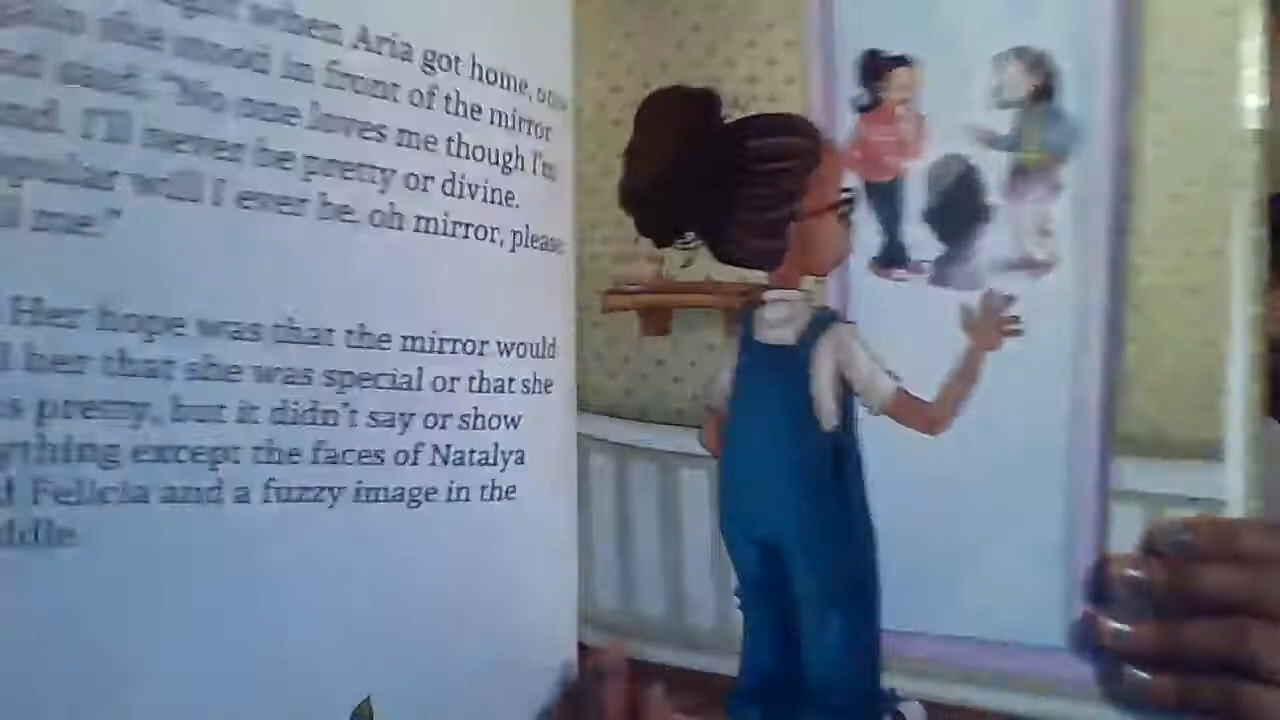 when Aria got home, once
she stood in front of the mirror
said: "No one loves me though I'm
I'll never be pretty or divine.
will I ever be, oh mirror, please
me."
Her hope was that the mirror would
her that she was special or that she
pretty, but it didn't say or show
except the faces of Natalya
Felicia and a fuzzy image in the